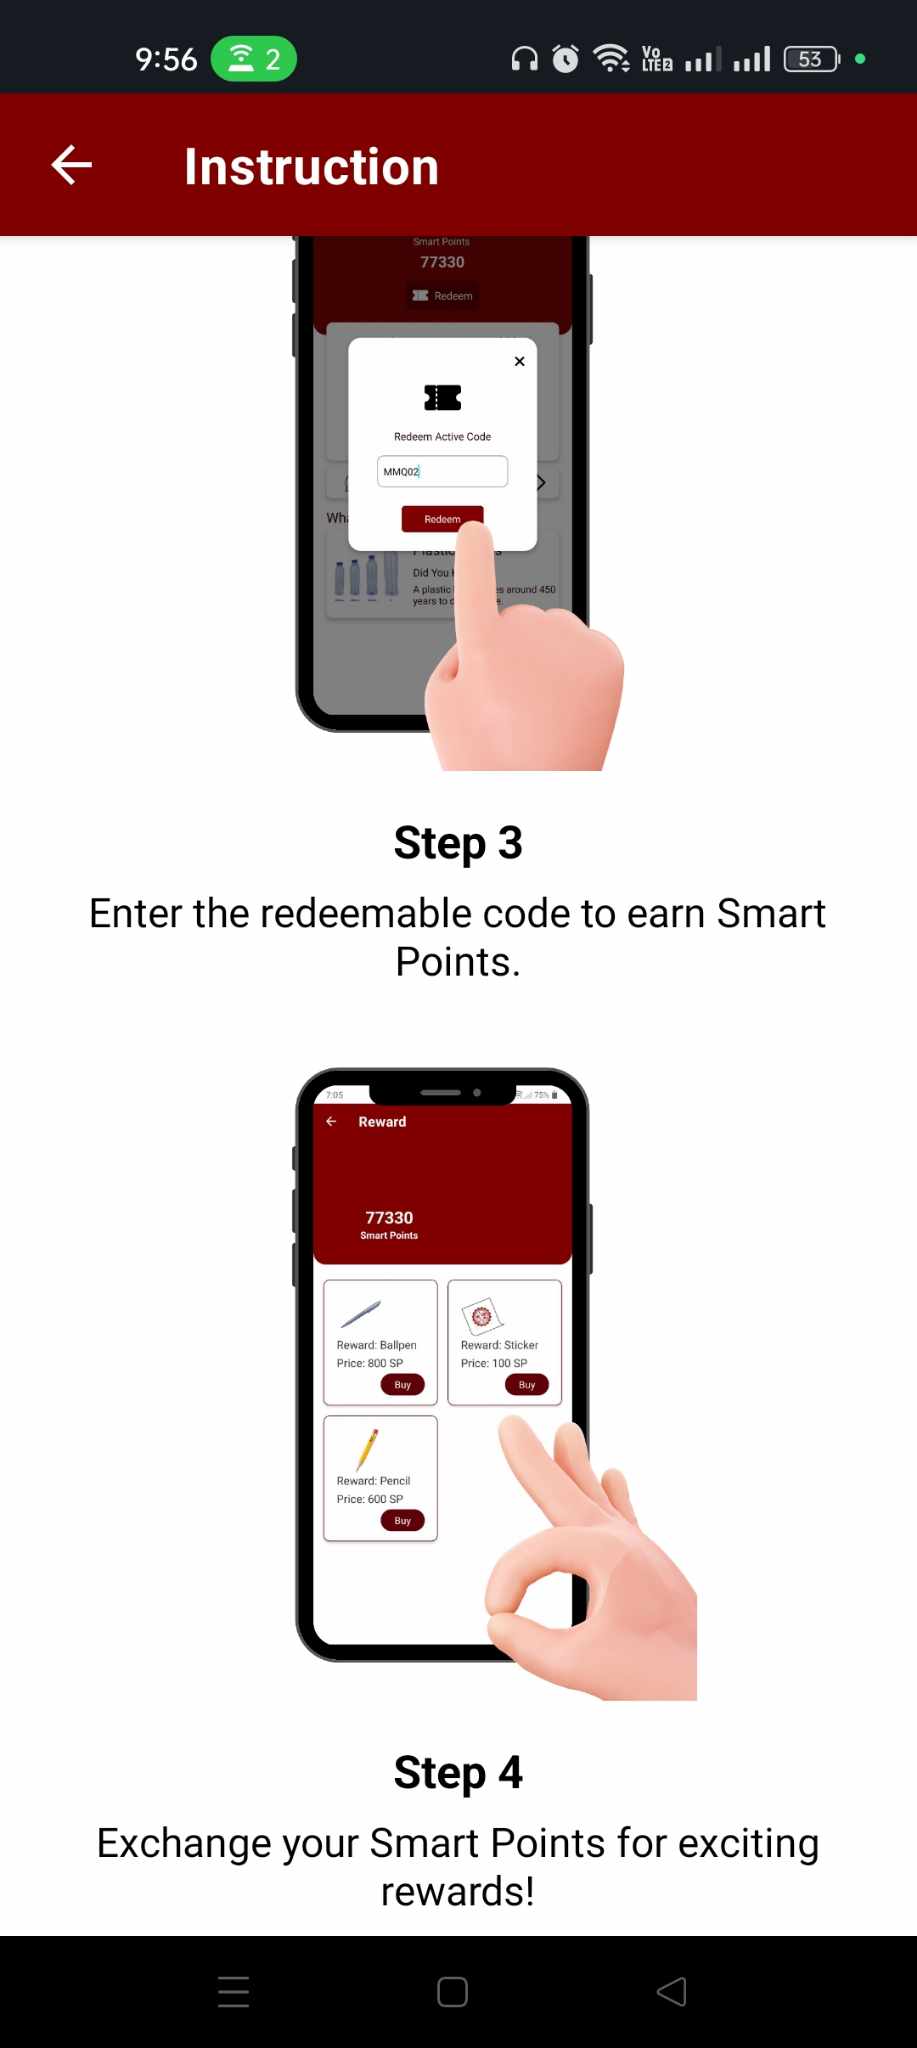 9:56 2 Vo LTE2 53
Instruction
Smart Points
77330
Redeem
Redeem Active Code
MMQ02
Redeem
Did You
A plastic es around 450
years to
Step 3
Enter the redeemable code to earn Smart
Points.
7:05 75%
Reward
77330
Smart Points
Reward: Ballpen
Price: 800 SP
Buy
Reward: Sticker
Price: 100 SP
Buy
Reward: Pencil
Price: 600 SP
Buy
Step 4
Exchange your Smart Points for exciting
rewards!